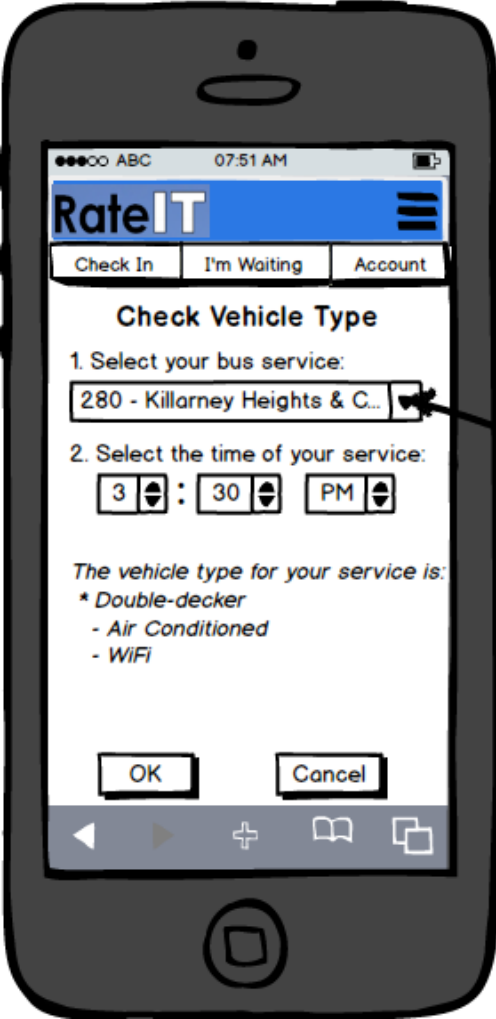 ABC 07:51 AM
RateIT
Check In I'm Waiting Account
Check Vehicle Type
1. Select your bus service:
280 - Killarney Heights & C...
2. Select the time of your service:
3 : 30 PM
The vehicle type for your service is:
* Double-decker
- Air Conditioned
- WiFi
OK Cancel